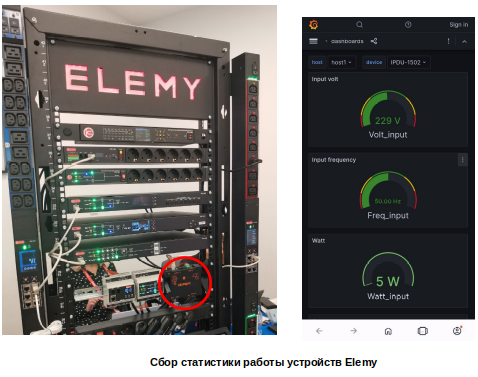 ELEMY
Sign in
dashboards
host
host1
device
IPDU-1502
Input volt
229 V
Volt_input
Input frequency
50.00 Hz
Freq_input
Watt
5 W
Watt_input
Сбор статистики работы устройств Elemy